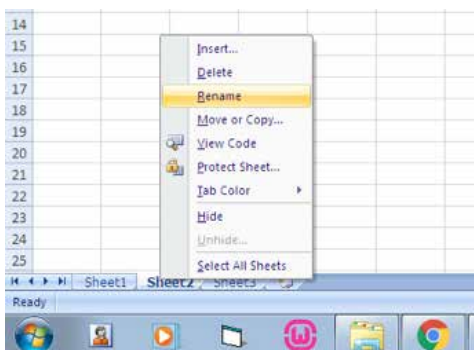 14
15
Insert...
16
Delete
17
Rename
18
Move or Copy...
19
View Code
20
Protect Sheet...
21
22
Tab Color
23
Hide
24
Unhide...
25
Select All Sheets
Sheet1 Sheet2 Sheet3
Ready